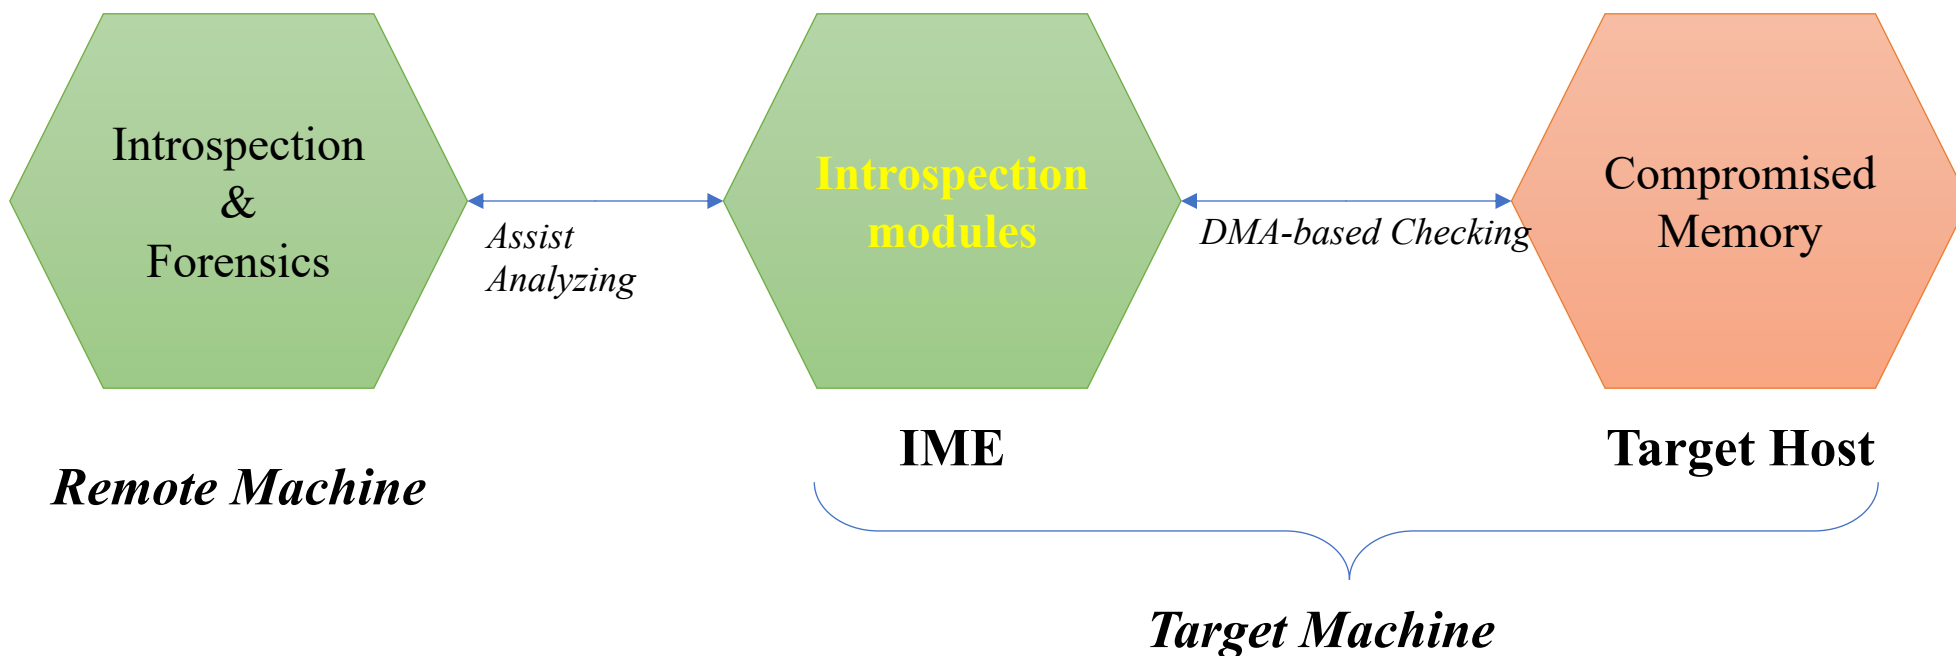 Introspection
&
Forensics
Assist
Analyzing
Introspection
modules
DMA-based Checking
Compromised
Memory
Remote Machine
IME
Target Host
Target Machine